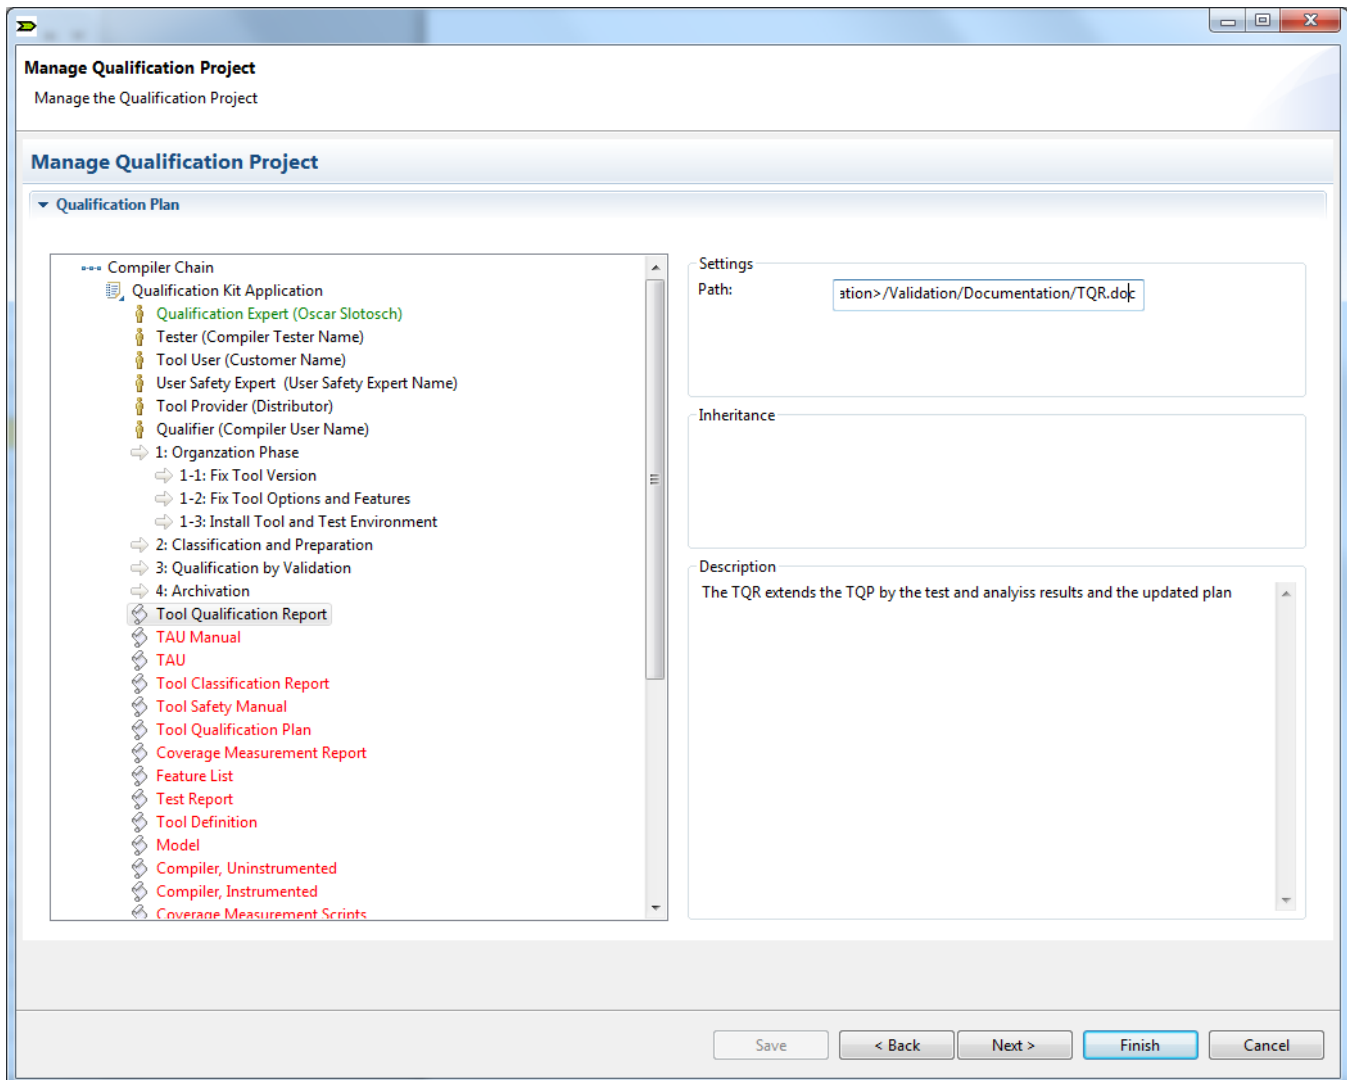 Manage Qualification Project
Manage the Qualification Project
Manage Qualification Project
Qualification Plan
Compiler Chain
Qualification Kit Application
Qualification Expert (Oscar Slotosch)
Tester (Compiler Tester Name)
Tool User (Customer Name)
User Safety Expert (User Safety Expert Name)
Tool Provider (Distributor)
Qualifier (Compiler User Name)
1: Organzation Phase
1-1: Fix Tool Version
1-2: Fix Tool Options and Features
1-3: Install Tool and Test Environment
2: Classification and Preparation
3: Qualification by Validation
4: Archivation
Tool Qualification Report
TAU Manual
TAU
Tool Classification Report
Tool Safety Manual
Tool Qualification Plan
Coverage Measurement Report
Feature List
Test Report
Tool Definition
Model
Compiler, Uninstrumented
Compiler, Instrumented
Coverage Measurement Scripts
Settings
Path: ation>/Validation/Documentation/TQR.doc
Inheritance
Description
The TQR extends the TQP by the test and analyiss results and the updated plan
Save < Back Next > Finish Cancel